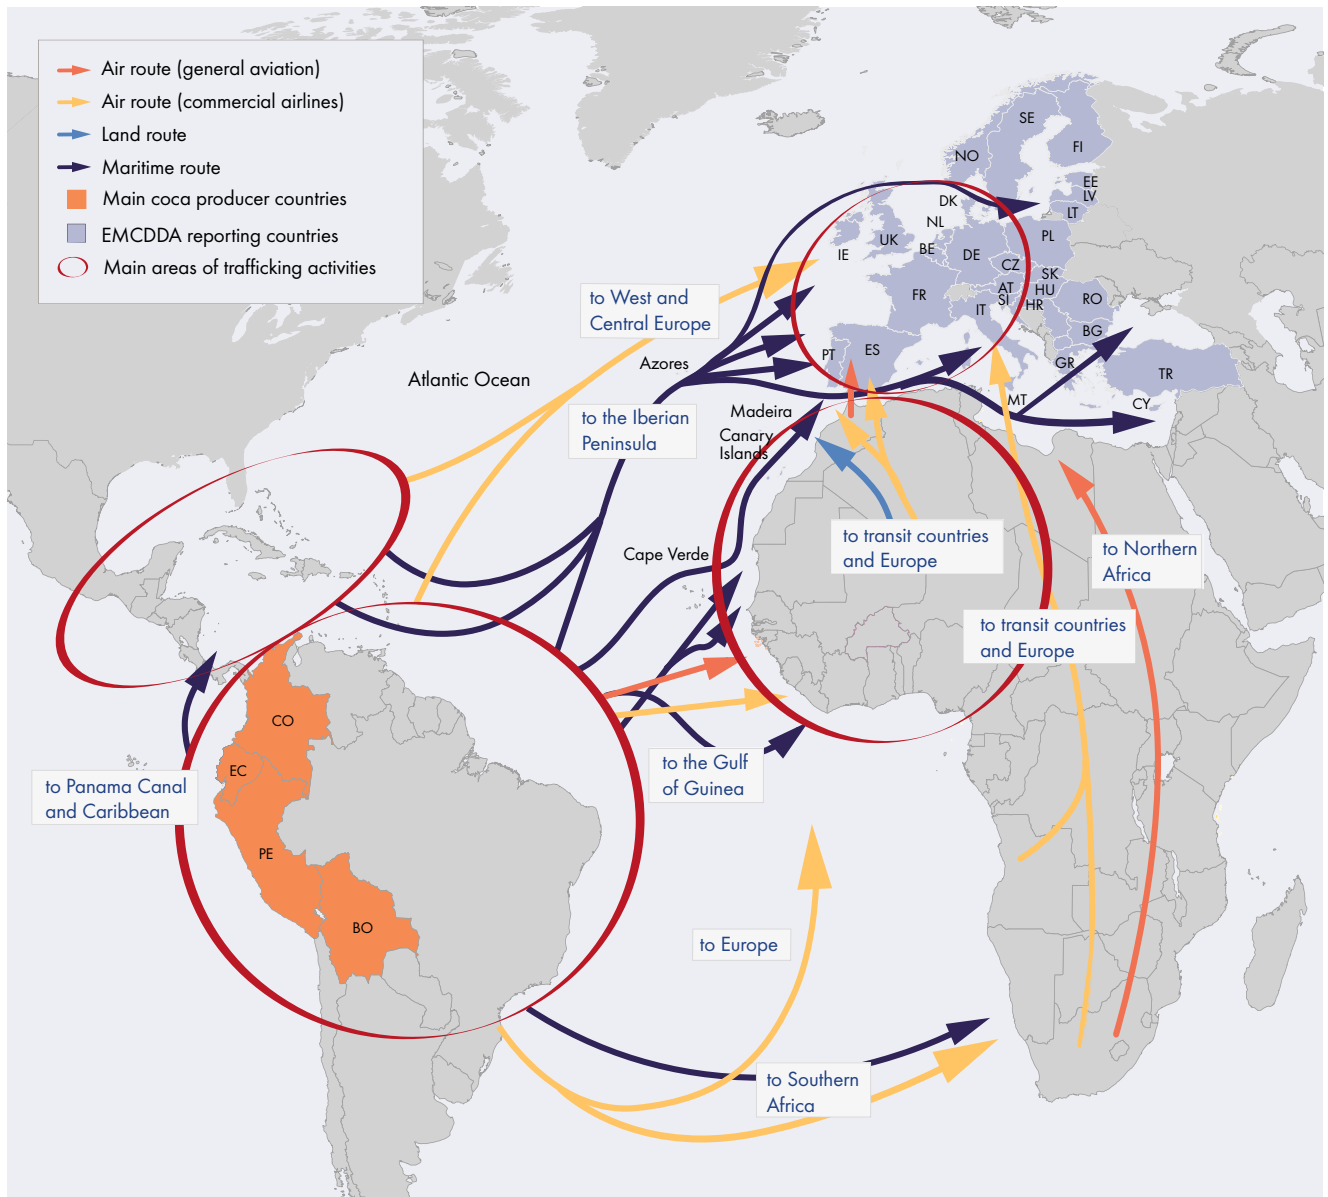 Air route (general aviation)
Air route (commercial airlines)
Land route
Maritime route
Main coca producer countries
EMCDDA reporting countries
Main areas of trafficking activities
SE
FI
NO
EE
LV
LT
DK
NL
UK
IE
BE
DE
PL
CZ
SK
AT
HU
SI
HR
FR
IT
RO
BG
PT
ES
GR
TR
MT
CY
to West and
Central Europe
Azores
Atlantic Ocean
to the Iberian
Peninsula
Madeira
Canary
Islands
Cape Verde
to transit countries
and Europe
to Northern
Africa
to transit countries
and Europe
CO
EC
PE
BO
to Panama Canal
and Caribbean
to the Gulf
of Guinea
to Europe
to Southern
Africa